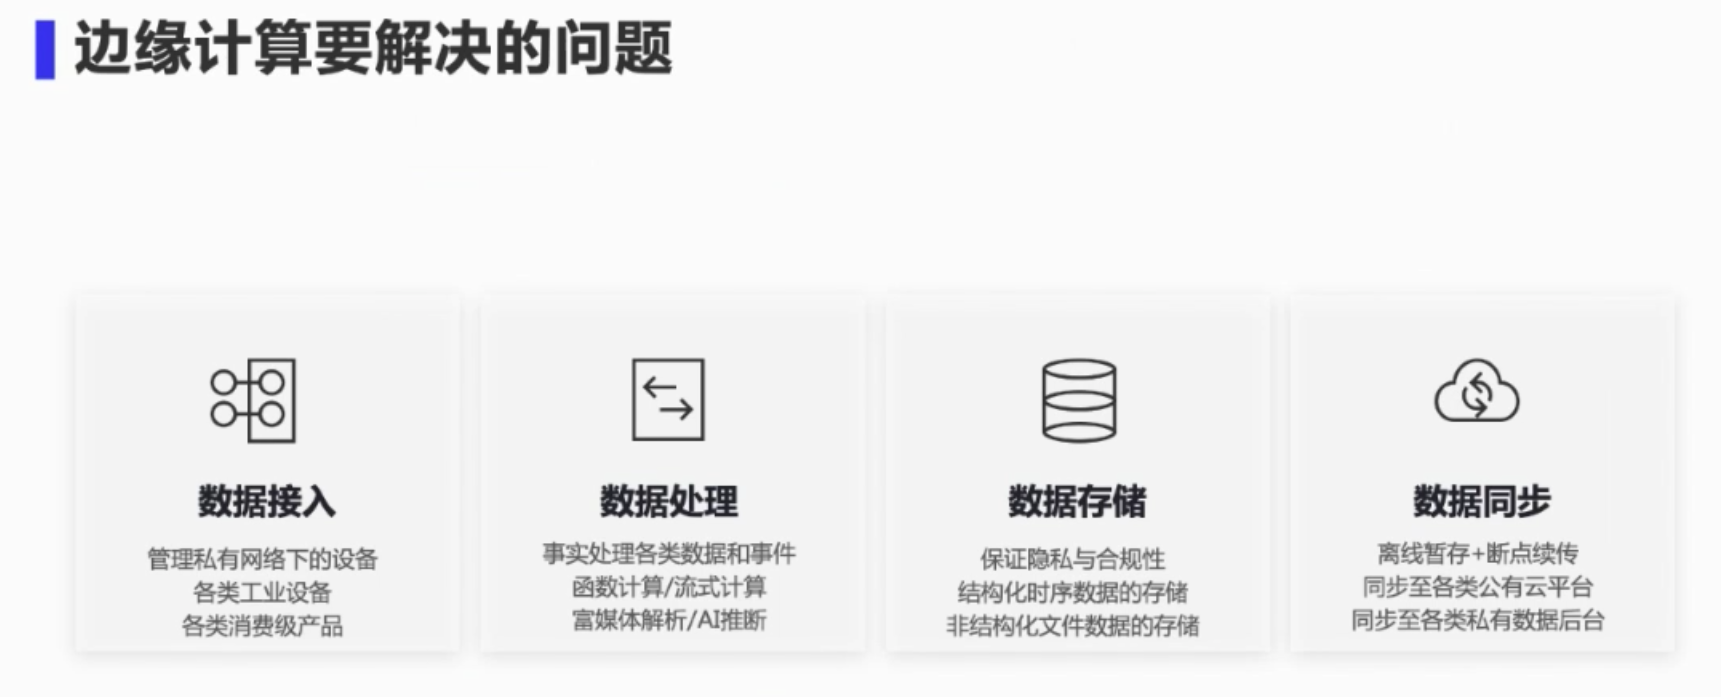 边缘计算要解决的问题
数据接入
管理私有网络下的设备
各类工业设备
各类消费级产品
数据处理
事实处理各类数据和事件
函数计算/流式计算
富媒体解析/AI推断
数据存储
保证隐私与合规性
结构化时序数据的存储
非结构化文件数据的存储
数据同步
离线暂存+断点续传
同步至各类公有云平台
同步至各类私有数据后台